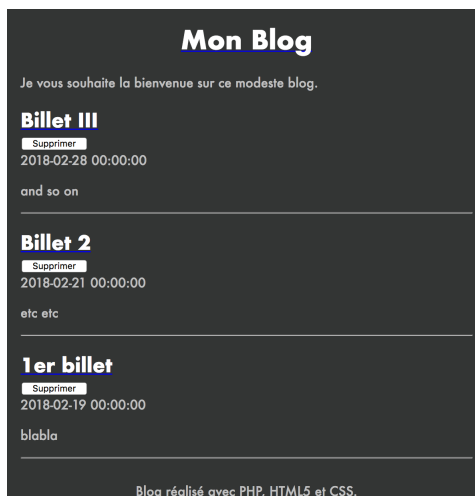 Mon Blog
Je vous souhaite la bienvenue sur ce modeste blog.
Billet III
Supprimer
2018-02-28 00:00:00
and so on
Billet 2
Supprimer
2018-02-21 00:00:00
etc etc
1er billet
Supprimer
2018-02-19 00:00:00
blabla
Blog réalisé avec PHP, HTML5 et CSS.